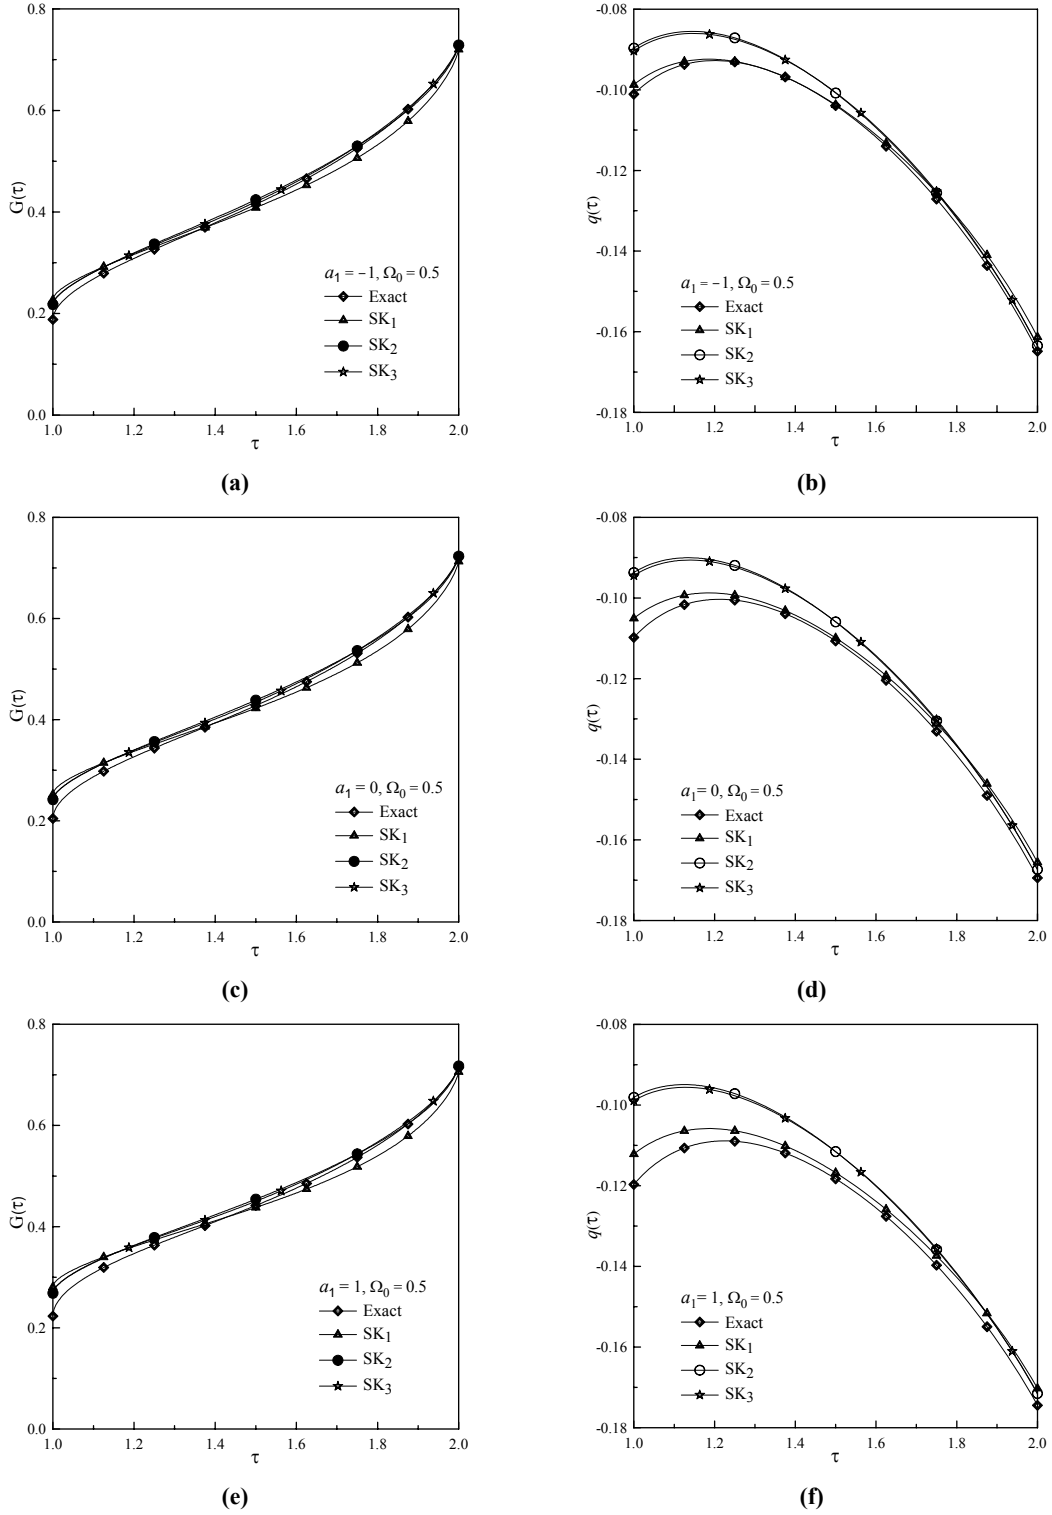 0.8
0.6
0.4
0.2
0.0
G(τ)
a₁ = −1, Ω₀ = 0.5
Exact
SK₁
SK₂
SK₃
1.0 1.2 1.4 1.6 1.8 2.0
τ
(a)
-0.08
-0.10
-0.12
-0.14
-0.16
-0.18
q(τ)
a₁ = −1, Ω₀ = 0.5
Exact
SK₁
SK₂
SK₃
1.0 1.2 1.4 1.6 1.8 2.0
τ
(b)
0.8
0.6
0.4
0.2
0.0
G(τ)
a₁ = 0, Ω₀ = 0.5
Exact
SK₁
SK₂
SK₃
1.0 1.2 1.4 1.6 1.8 2.0
τ
(c)
-0.08
-0.10
-0.12
-0.14
-0.16
-0.18
q(τ)
a₁= 0, Ω₀ = 0.5
Exact
SK₁
SK₂
SK₃
1.0 1.2 1.4 1.6 1.8 2.0
τ
(d)
0.8
0.6
0.4
0.2
0.0
G(τ)
a₁ = 1, Ω₀ = 0.5
Exact
SK₁
SK₂
SK₃
1.0 1.2 1.4 1.6 1.8 2.0
τ
(e)
-0.08
-0.10
-0.12
-0.14
-0.16
-0.18
q(τ)
a₁= 1, Ω₀ = 0.5
Exact
SK₁
SK₂
SK₃
1.0 1.2 1.4 1.6 1.8 2.0
τ
(f)